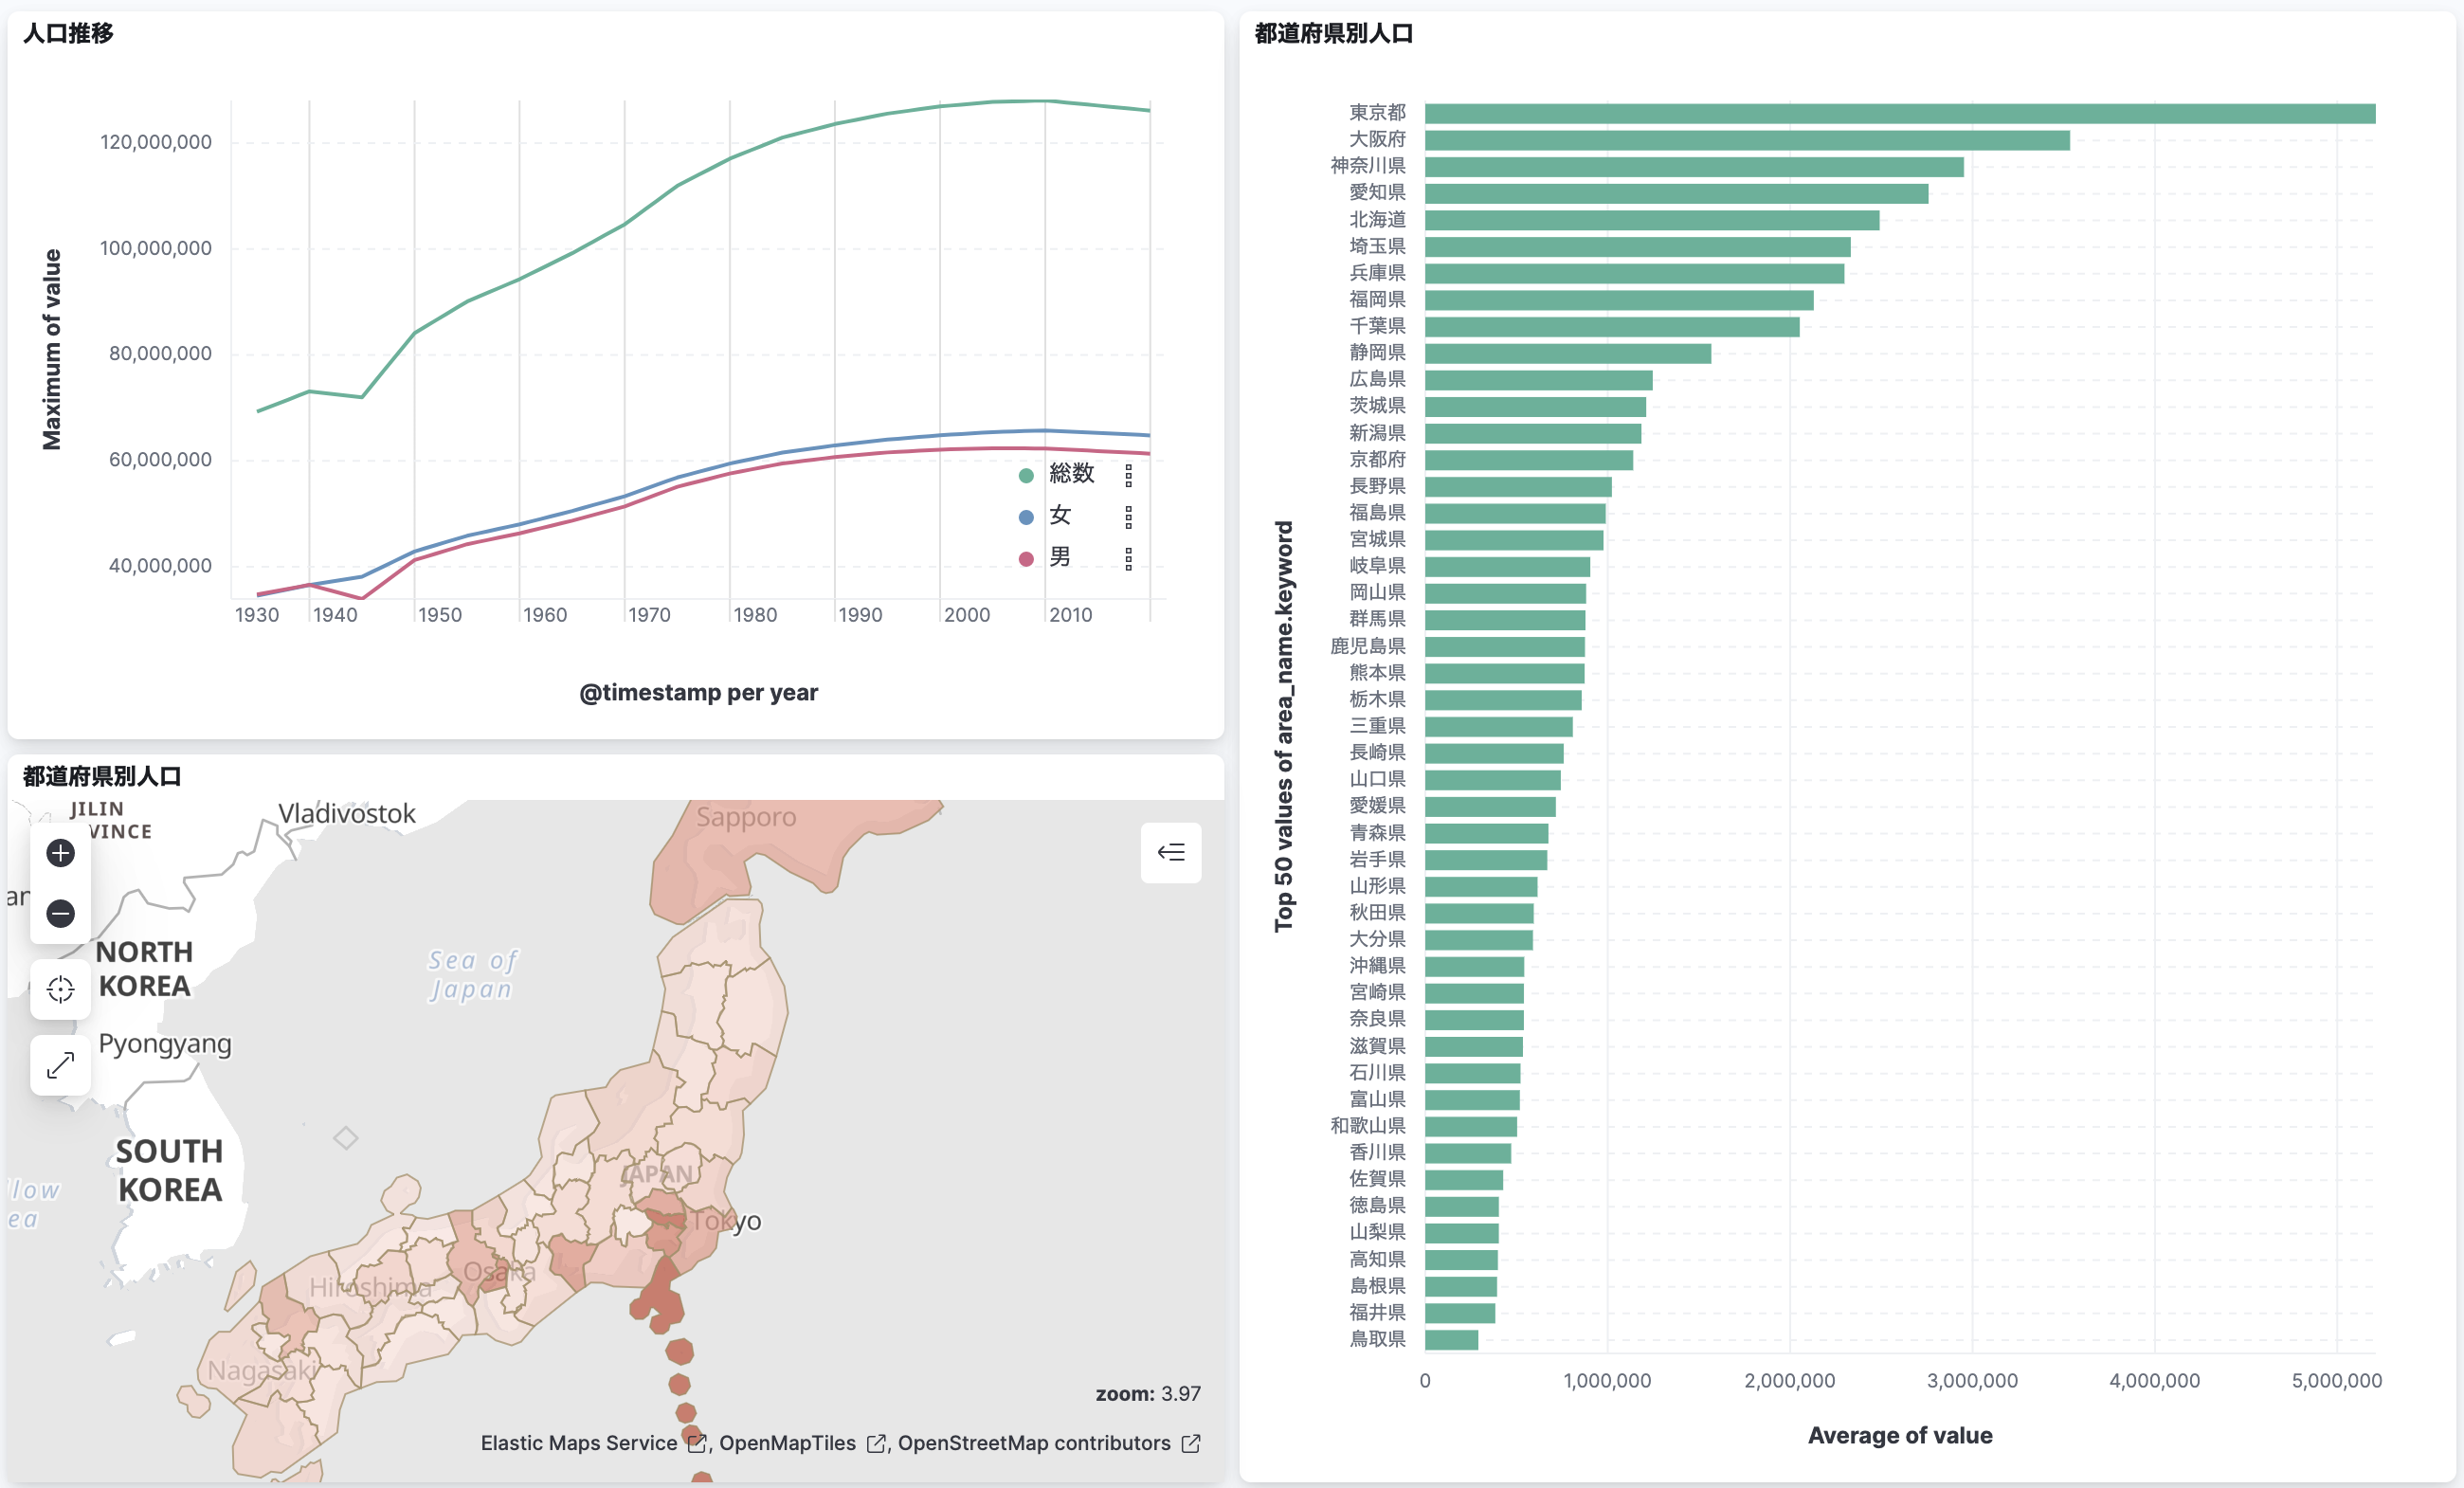 人口推移
120,000,000
100,000,000
80,000,000
60,000,000
40,000,000
Maximum of value
総数
女
男
1930
1940
1950
1960
1970
1980
1990
2000
2010
@timestamp per year
都道府県別人口
JILIN
VINCE
Vladivostok
Sapporo
an
NORTH
KOREA
Sea of
Japan
Pyongyang
SOUTH
KOREA
low
ea
JAPAN
Tokyo
Osaka
Hiroshima
Nagasaki
zoom: 3.97
Elastic Maps Service , OpenMapTiles , OpenStreetMap contributors
都道府県別人口
Top 50 values of area_name.keyword
東京都
大阪府
神奈川県
愛知県
北海道
埼玉県
兵庫県
福岡県
千葉県
静岡県
広島県
茨城県
新潟県
京都府
長野県
福島県
宮城県
岐阜県
岡山県
群馬県
鹿児島県
熊本県
栃木県
三重県
長崎県
山口県
愛媛県
青森県
岩手県
山形県
秋田県
大分県
沖縄県
宮崎県
奈良県
滋賀県
石川県
富山県
和歌山県
香川県
佐賀県
徳島県
山梨県
高知県
島根県
福井県
鳥取県
0
1,000,000
2,000,000
3,000,000
4,000,000
5,000,000
Average of value